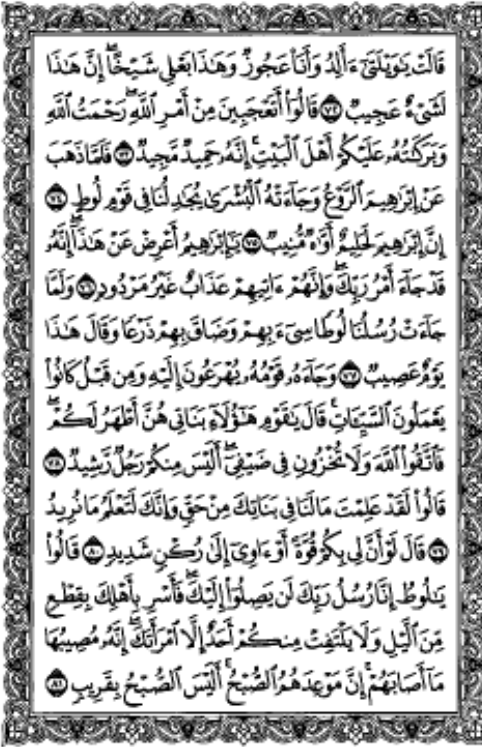 قَالَتْ يَٰوَيْلَتَىٰٓ ءَأَلِدُ وَأَنَا۠ عَجُوزٌ وَهَٰذَا بَعْلِى شَيْخًا ۖ إِنَّ هَٰذَا
لَشَىْءٌ عَجِيبٌ ﴿٧٢﴾ قَالُوٓا۟ أَتَعْجَبِينَ مِنْ أَمْرِ ٱللَّهِ ۖ رَحْمَتُ ٱللَّهِ
وَبَرَكَٰتُهُۥ عَلَيْكُمْ أَهْلَ ٱلْبَيْتِ ۚ إِنَّهُۥ حَمِيدٌ مَّجِيدٌ ﴿٧٣﴾ فَلَمَّا ذَهَبَ
عَنْ إِبْرَٰهِيمَ ٱلرَّوْعُ وَجَآءَتْهُ ٱلْبُشْرَىٰ يُجَٰدِلُنَا فِى قَوْمِ لُوطٍ ﴿٧٤﴾
إِنَّ إِبْرَٰهِيمَ لَحَلِيمٌ أَوَّٰهٌ مُّنِيبٌ ﴿٧٥﴾ يَٰٓإِبْرَٰهِيمُ أَعْرِضْ عَنْ هَٰذَآ ۖ إِنَّهُۥ
قَدْ جَآءَ أَمْرُ رَبِّكَ ۖ وَإِنَّهُمْ ءَاتِيهِمْ عَذَابٌ غَيْرُ مَرْدُودٍ ﴿٧٦﴾ وَلَمَّا
جَآءَتْ رُسُلُنَا لُوطًا سِىٓءَ بِهِمْ وَضَاقَ بِهِمْ ذَرْعًا وَقَالَ هَٰذَا
يَوْمٌ عَصِيبٌ ﴿٧٧﴾ وَجَآءَهُۥ قَوْمُهُۥ يُهْرَعُونَ إِلَيْهِ وَمِن قَبْلُ كَانُوا۟
يَعْمَلُونَ ٱلسَّيِّـَٔاتِ ۚ قَالَ يَٰقَوْمِ هَٰٓؤُلَآءِ بَنَاتِى هُنَّ أَطْهَرُ لَكُمْ ۖ
فَٱتَّقُوا۟ ٱللَّهَ وَلَا تُخْزُونِ فِى ضَيْفِىٓ ۖ أَلَيْسَ مِنكُمْ رَجُلٌ رَّشِيدٌ ﴿٧٨﴾
قَالُوا۟ لَقَدْ عَلِمْتَ مَا لَنَا فِى بَنَاتِكَ مِنْ حَقٍّ وَإِنَّكَ لَتَعْلَمُ مَا نُرِيدُ
﴿٧٩﴾ قَالَ لَوْ أَنَّ لِى بِكُمْ قُوَّةً أَوْ ءَاوِىٓ إِلَىٰ رُكْنٍ شَدِيدٍ ﴿٨٠﴾ قَالُوا۟
يَٰلُوطُ إِنَّا رُسُلُ رَبِّكَ لَن يَصِلُوٓا۟ إِلَيْكَ ۖ فَأَسْرِ بِأَهْلِكَ بِقِطْعٍ
مِّنَ ٱلَّيْلِ وَلَا يَلْتَفِتْ مِنكُمْ أَحَدٌ إِلَّا ٱمْرَأَتَكَ ۖ إِنَّهُۥ مُصِيبُهَا
مَآ أَصَابَهُمْ ۚ إِنَّ مَوْعِدَهُمُ ٱلصُّبْحُ ۚ أَلَيْسَ ٱلصُّبْحُ بِقَرِيبٍ ﴿٨١﴾